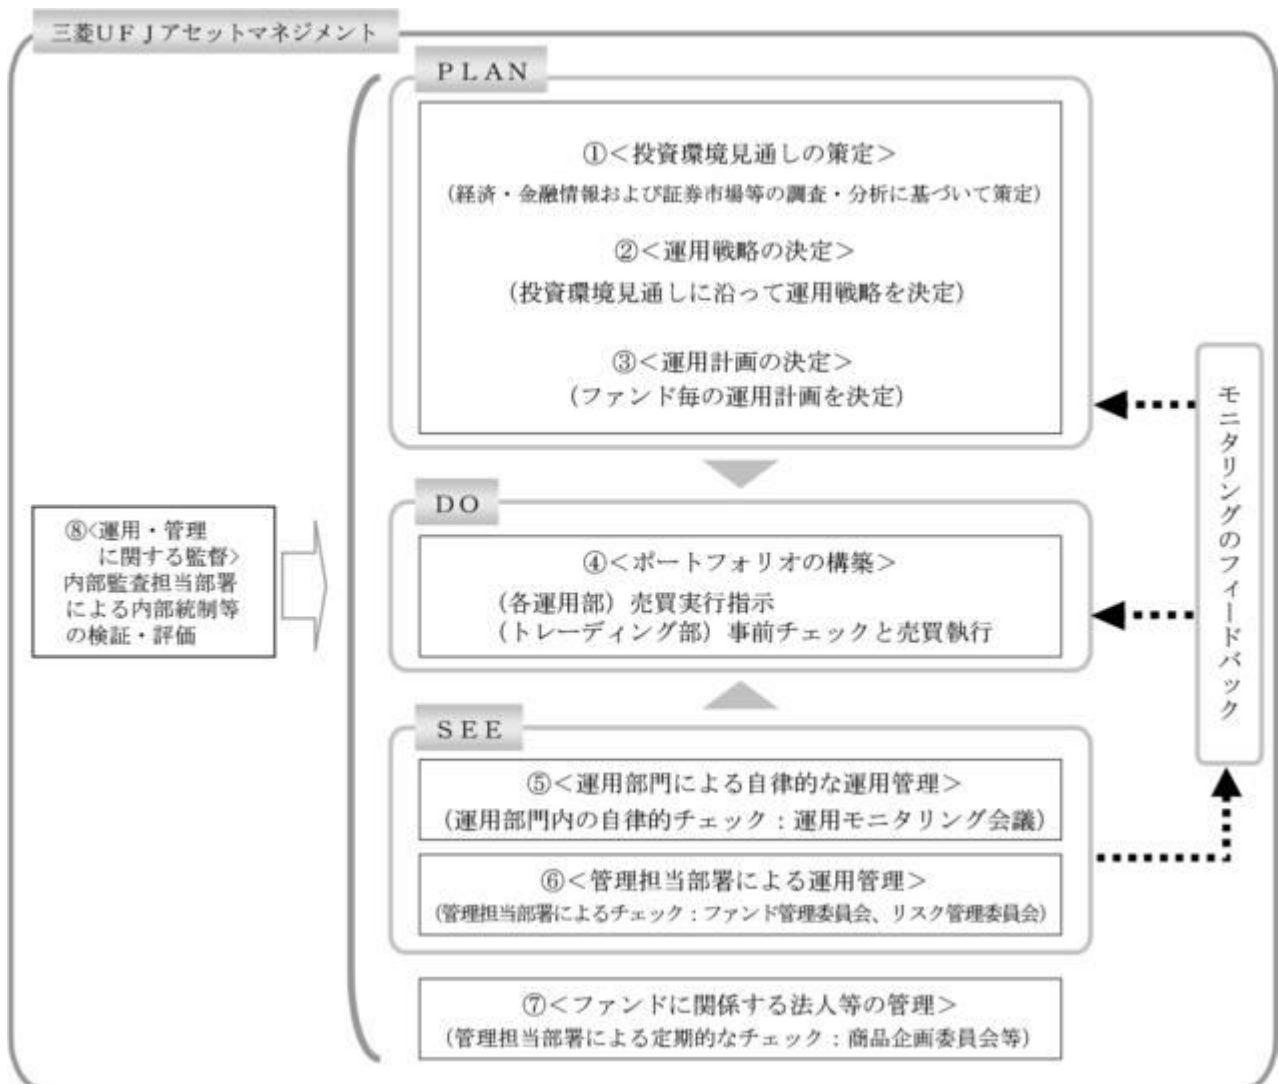 三菱ＵＦＪアセットマネジメント
ＰＬＡＮ
①＜投資環境見通しの策定＞
（経済・金融情報および証券市場等の調査・分析に基づいて策定）
②＜運用戦略の決定＞
（投資環境見通しに沿って運用戦略を決定）
③＜運用計画の決定＞
（ファンド毎の運用計画を決定）
ＤＯ
④＜ポートフォリオの構築＞
（各運用部）売買実行指示
（トレーディング部）事前チェックと売買執行
ＳＥＥ
⑤＜運用部門による自律的な運用管理＞
（運用部門内の自律的チェック：運用モニタリング会議）
⑥＜管理担当部署による運用管理＞
（管理担当部署によるチェック：ファンド管理委員会、リスク管理委員会）
⑦＜ファンドに関係する法人等の管理＞
（管理担当部署による定期的なチェック：商品企画委員会等）
⑧＜運用・管理
に関する監督＞
内部監査担当部署
による内部統制等
の検証・評価
モニタリングのフィードバック